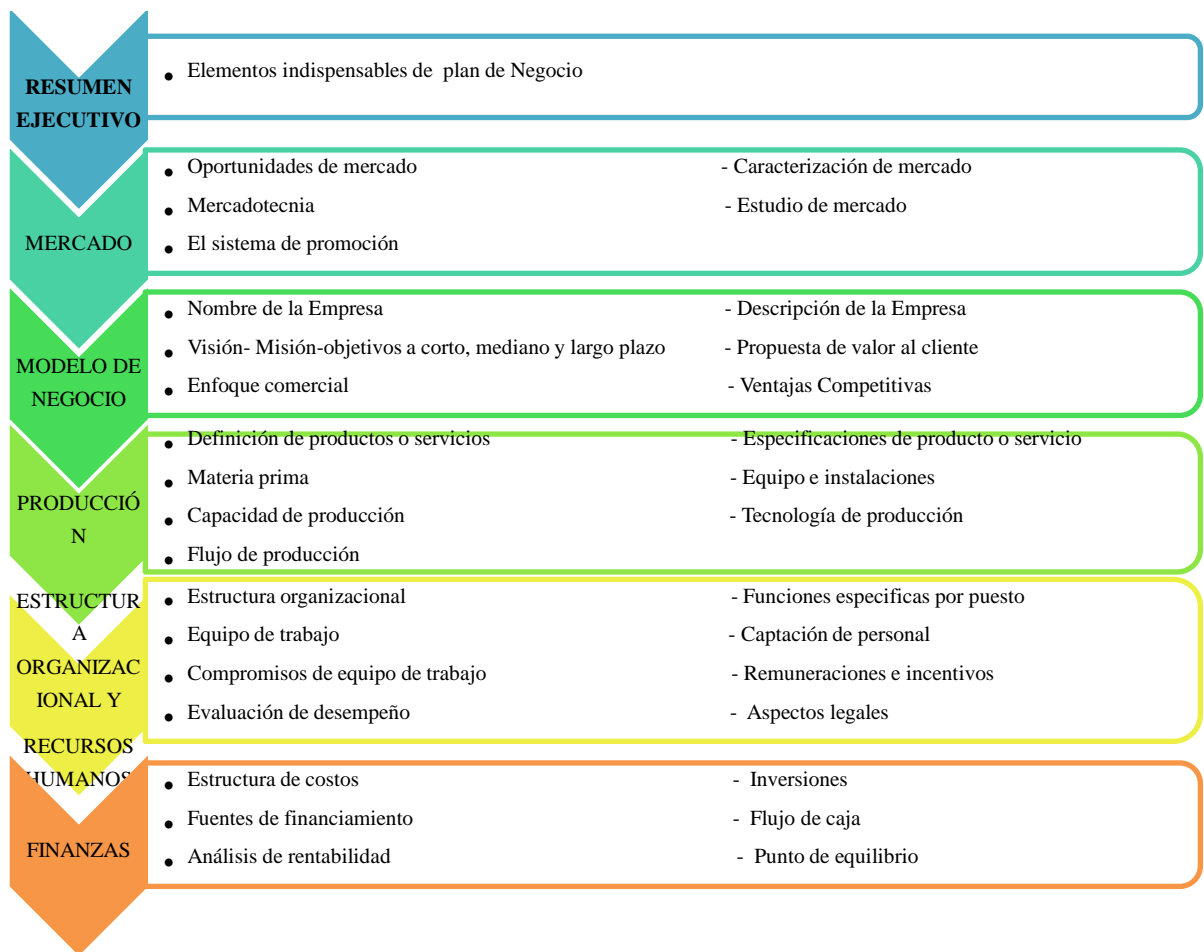 RESUMEN
EJECUTIVO
• Elementos indispensables de  plan de Negocio
MERCADO
• Oportunidades de mercado - Caracterización de mercado
• Mercadotecnia - Estudio de mercado
• El sistema de promoción
MODELO DE
NEGOCIO
• Nombre de la Empresa - Descripción de la Empresa
• Visión- Misión-objetivos a corto, mediano y largo plazo - Propuesta de valor al cliente
• Enfoque comercial - Ventajas Competitivas
PRODUCCIÓ
N
• Definición de productos o servicios - Especificaciones de producto o servicio
• Materia prima - Equipo e instalaciones
• Capacidad de producción - Tecnología de producción
• Flujo de producción
ESTRUCTUR
A
ORGANIZAC
IONAL Y
RECURSOS
HUMANOS
• Estructura organizacional - Funciones especificas por puesto
• Equipo de trabajo - Captación de personal
• Compromisos de equipo de trabajo - Remuneraciones e incentivos
• Evaluación de desempeño -  Aspectos legales
FINANZAS
• Estructura de costos -  Inversiones
• Fuentes de financiamiento -  Flujo de caja
• Análisis de rentabilidad -  Punto de equilibrio